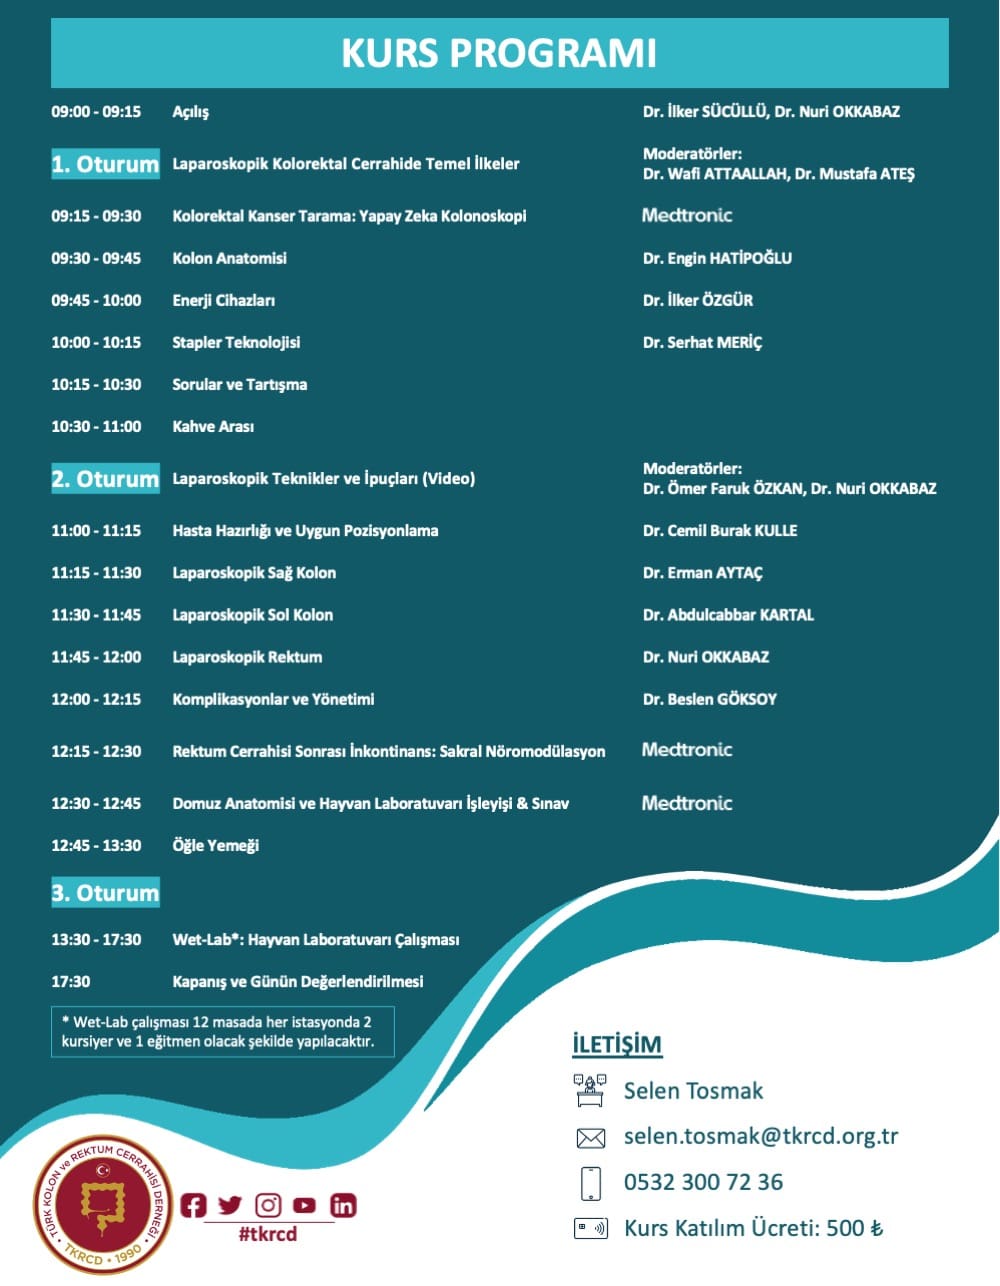 KURS PROGRAMI
09:00 - 09:15 Açılış Dr. İlker SÜCÜLLÜ, Dr. Nuri OKKABAZ
1. Oturum Laparoskopik Kolorektal Cerrahide Temel İlkeler Moderatörler:
Dr. Wafi ATTAALLAH, Dr. Mustafa ATEŞ
09:15 - 09:30 Kolorektal Kanser Tarama: Yapay Zeka Kolonoskopi Medtronic
09:30 - 09:45 Kolon Anatomisi Dr. Engin HATİPOĞLU
09:45 - 10:00 Enerji Cihazları Dr. İlker ÖZGÜR
10:00 - 10:15 Stapler Teknolojisi Dr. Serhat MERİÇ
10:15 - 10:30 Sorular ve Tartışma
10:30 - 11:00 Kahve Arası
2. Oturum Laparoskopik Teknikler ve İpuçları (Video) Moderatörler:
Dr. Ömer Faruk ÖZKAN, Dr. Nuri OKKABAZ
11:00 - 11:15 Hasta Hazırlığı ve Uygun Pozisyonlama Dr. Cemil Burak KULLE
11:15 - 11:30 Laparoskopik Sağ Kolon Dr. Erman AYTAÇ
11:30 - 11:45 Laparoskopik Sol Kolon Dr. Abdulcabbar KARTAL
11:45 - 12:00 Laparoskopik Rektum Dr. Nuri OKKABAZ
12:00 - 12:15 Komplikasyonlar ve Yönetimi Dr. Beslen GÖKSOY
12:15 - 12:30 Rektum Cerrahisi Sonrası İnkontinans: Sakral Nöromodülasyon Medtronic
12:30 - 12:45 Domuz Anatomisi ve Hayvan Laboratuvarı İşleyişi & Sınav Medtronic
12:45 - 13:30 Öğle Yemeği
3. Oturum
13:30 - 17:30 Wet-Lab*: Hayvan Laboratuvarı Çalışması
17:30 Kapanış ve Günün Değerlendirilmesi
* Wet-Lab çalışması 12 masada her istasyonda 2
kursiyer ve 1 eğitmen olacak şekilde yapılacaktır.
İLETİŞİM
Selen Tosmak
selen.tosmak@tkrcd.org.tr
0532 300 72 36
Kurs Katılım Ücreti: 500 ₺
TÜRK KOLON ve REKTUM CERRAHİSİ DERNEĞİ
• TKRCD • 1990 •
#tkrcd